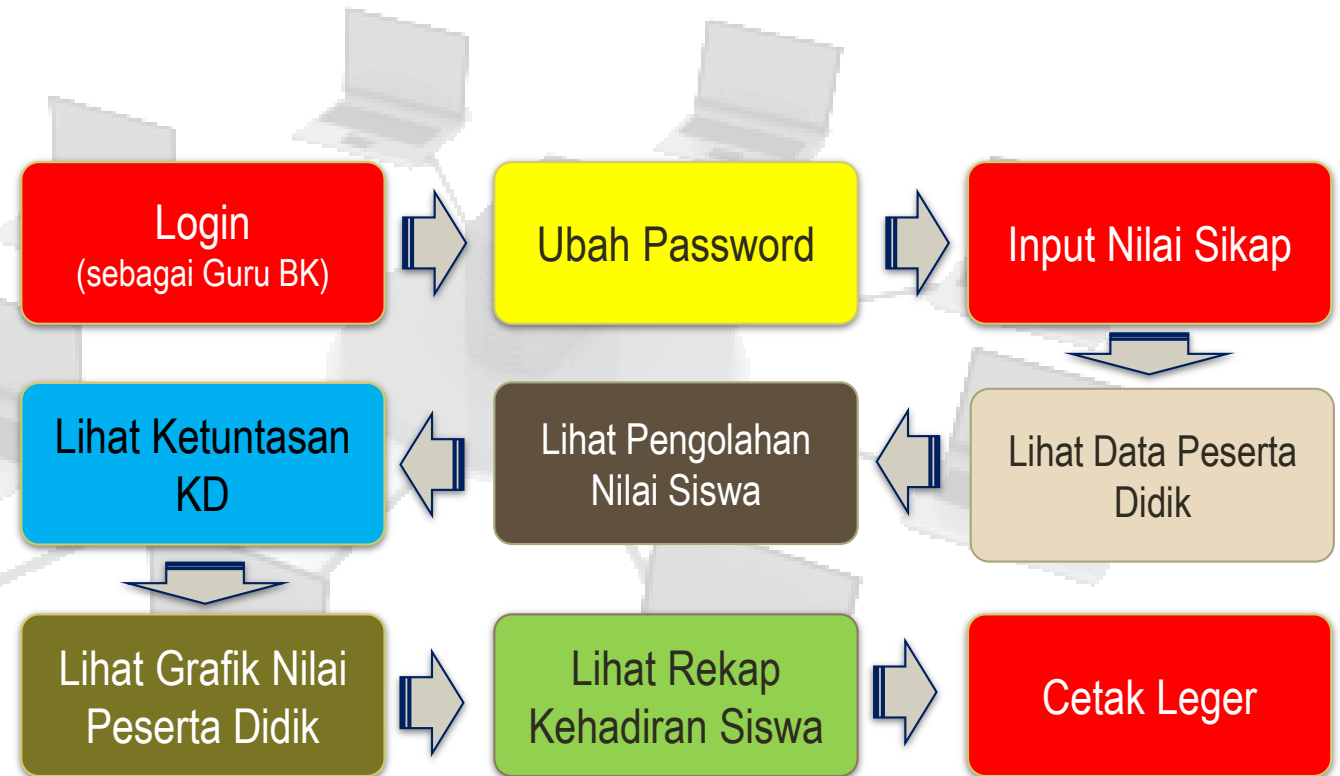 Login
(sebagai Guru BK)
Ubah Password
Input Nilai Sikap
Lihat Data Peserta
Didik
Lihat Pengolahan
Nilai Siswa
Lihat Ketuntasan
KD
Lihat Grafik Nilai
Peserta Didik
Lihat Rekap
Kehadiran Siswa
Cetak Leger